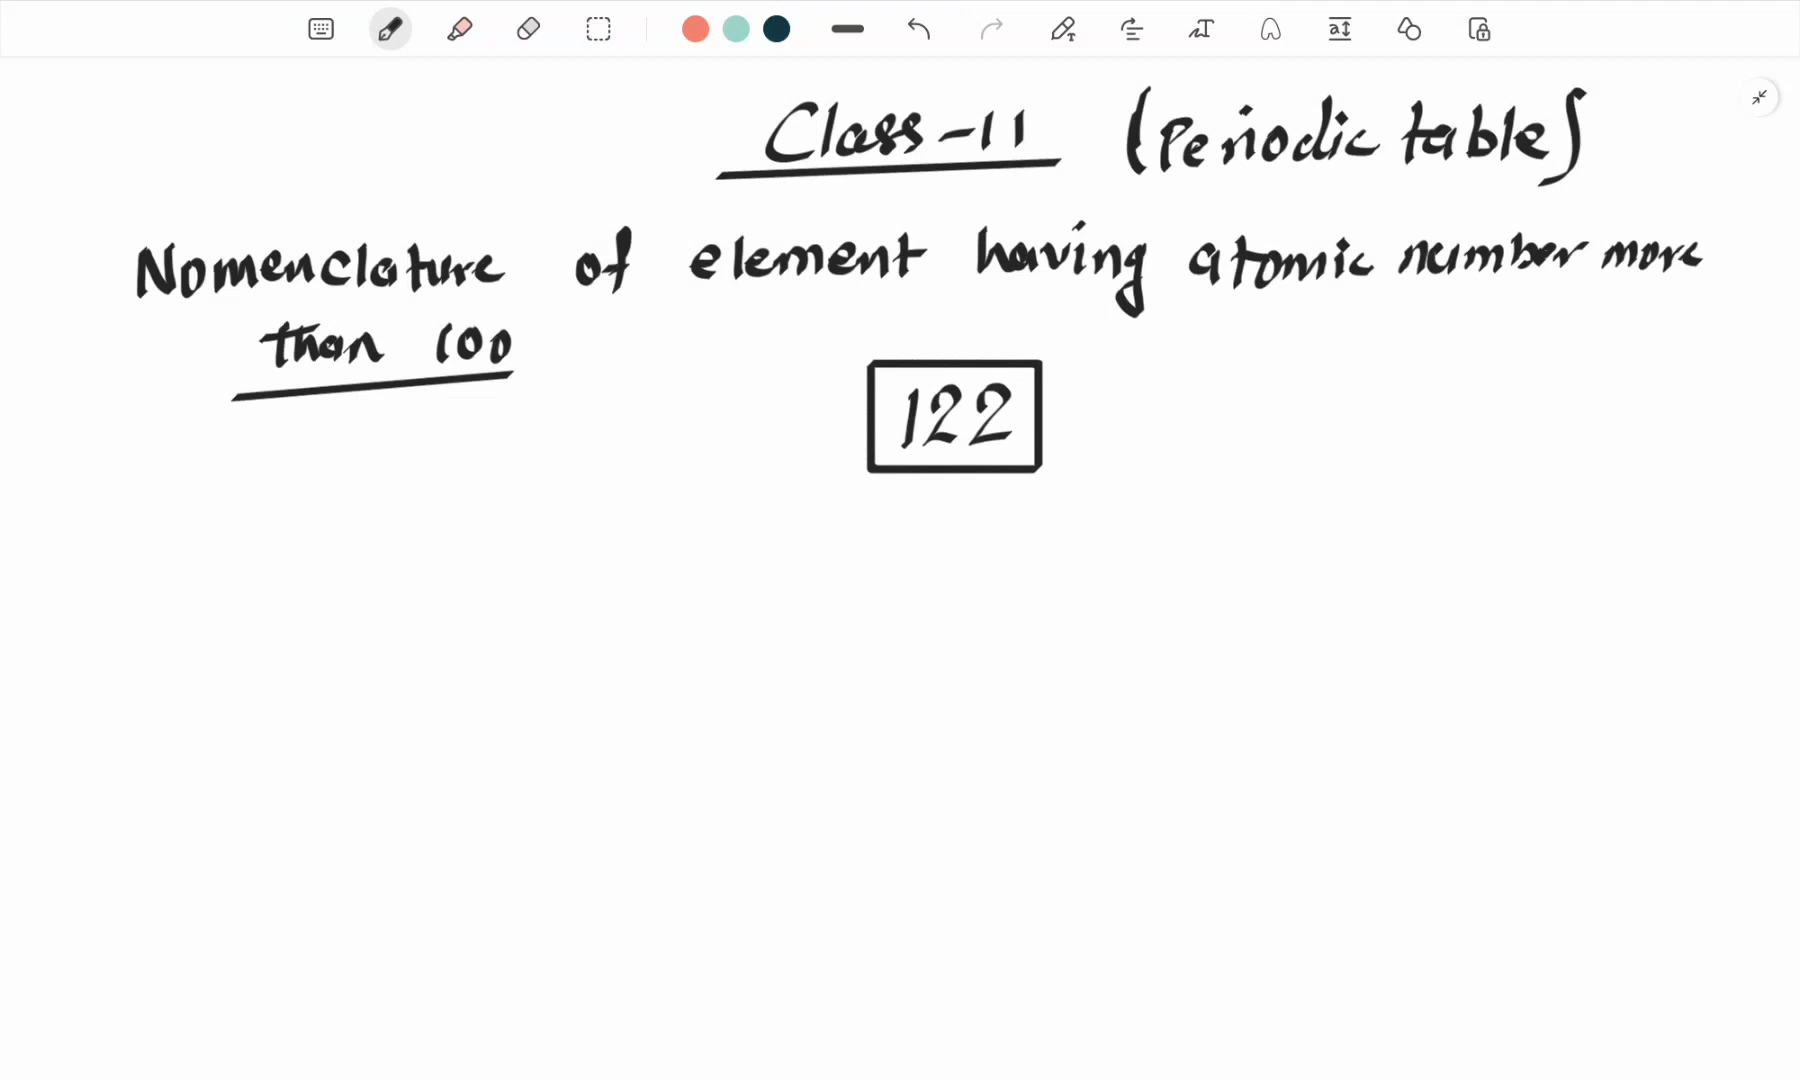 Class-11 (Periodic table)
Nomenclature of element having atomic number more
than 100
122